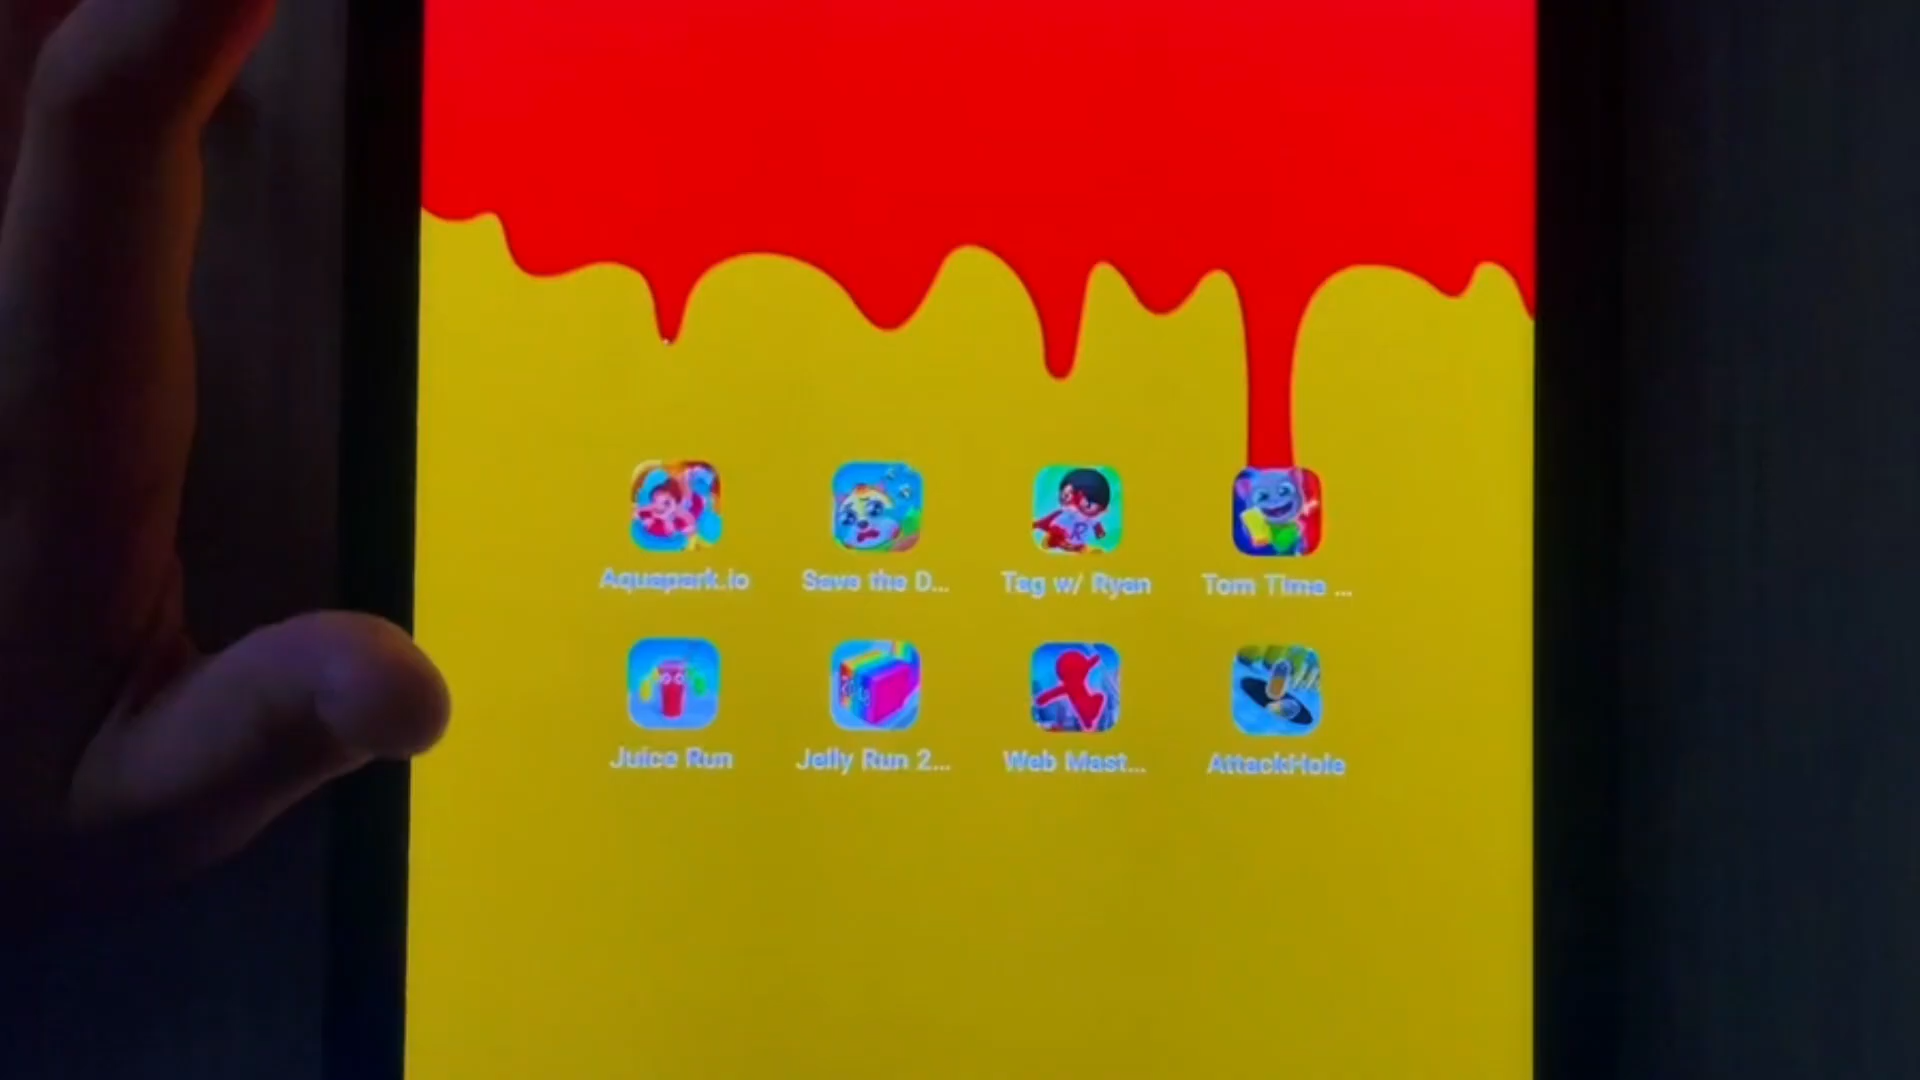 Aquapark.io
Save the D...
Tag w/ Ryan
Tom Time ...
Juice Run
Jelly Run 2...
Web Mast...
AttackHole